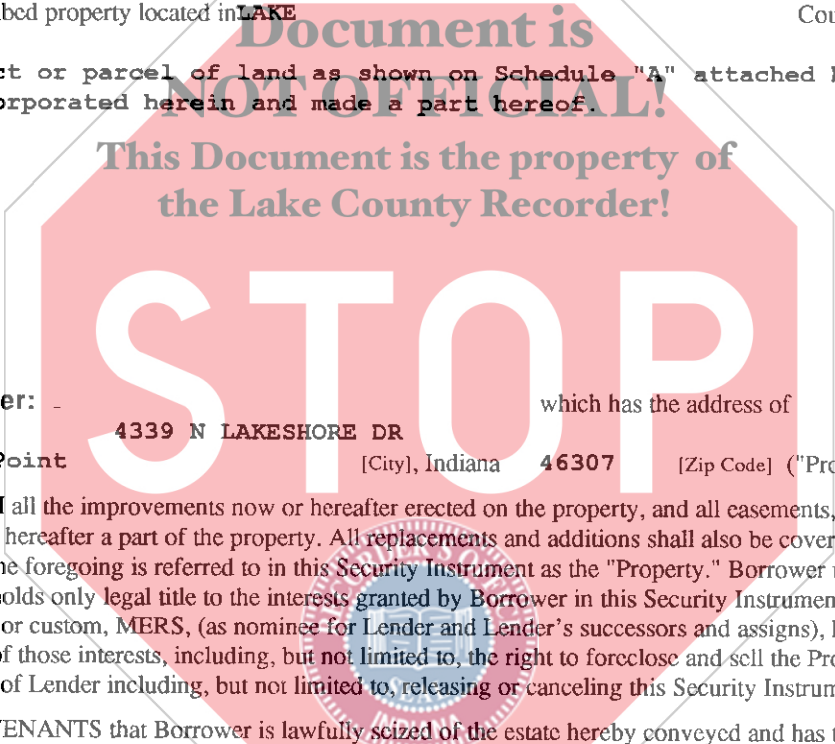 bed property located in LAKE Cou
Document is
ct or parcel of land as shown on Schedule "A" attached
orporated herein and made a part hereof.
NOT OFFICIAL!
This Document is the property of
the Lake County Recorder!
STOP
er: which has the address of
4339 N LAKESHORE DR
Point [City], Indiana 46307 [Zip Code] ("Pro
all the improvements now or hereafter erected on the property, and all easements,
hereafter a part of the property. All replacements and additions shall also be cover
he foregoing is referred to in this Security Instrument as the "Property." Borrower
olds only legal title to the interests granted by Borrower in this Security Instrumen
or custom, MERS, (as nominee for Lender and Lender's successors and assigns),
f those interests, including, but not limited to, the right to foreclose and sell the Pro
of Lender including, but not limited to, releasing or canceling this Security Instrum
ENANTS that Borrower is lawfully seized of the estate hereby conveyed and has